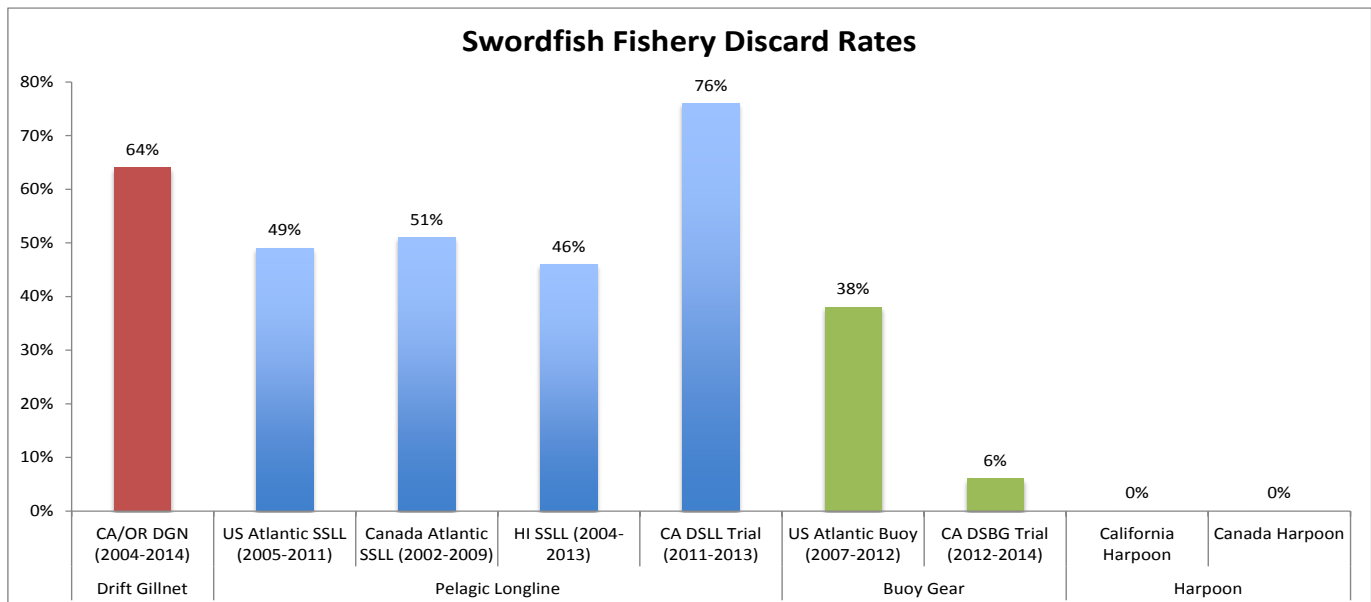 Swordfish Fishery Discard Rates
80%
70%
60%
50%
40%
30%
20%
10%
0%
64%
49%
51%
46%
76%
38%
6%
0%
0%
CA/OR DGN
(2004-2014)
US Atlantic SSLL
(2005-2011)
Canada Atlantic
SSLL (2002-2009)
HI SSLL (2004-
2013)
CA DSLL Trial
(2011-2013)
US Atlantic Buoy
(2007-2012)
CA DSBG Trial
(2012-2014)
California
Harpoon
Canada Harpoon
Drift Gillnet
Pelagic Longline
Buoy Gear
Harpoon